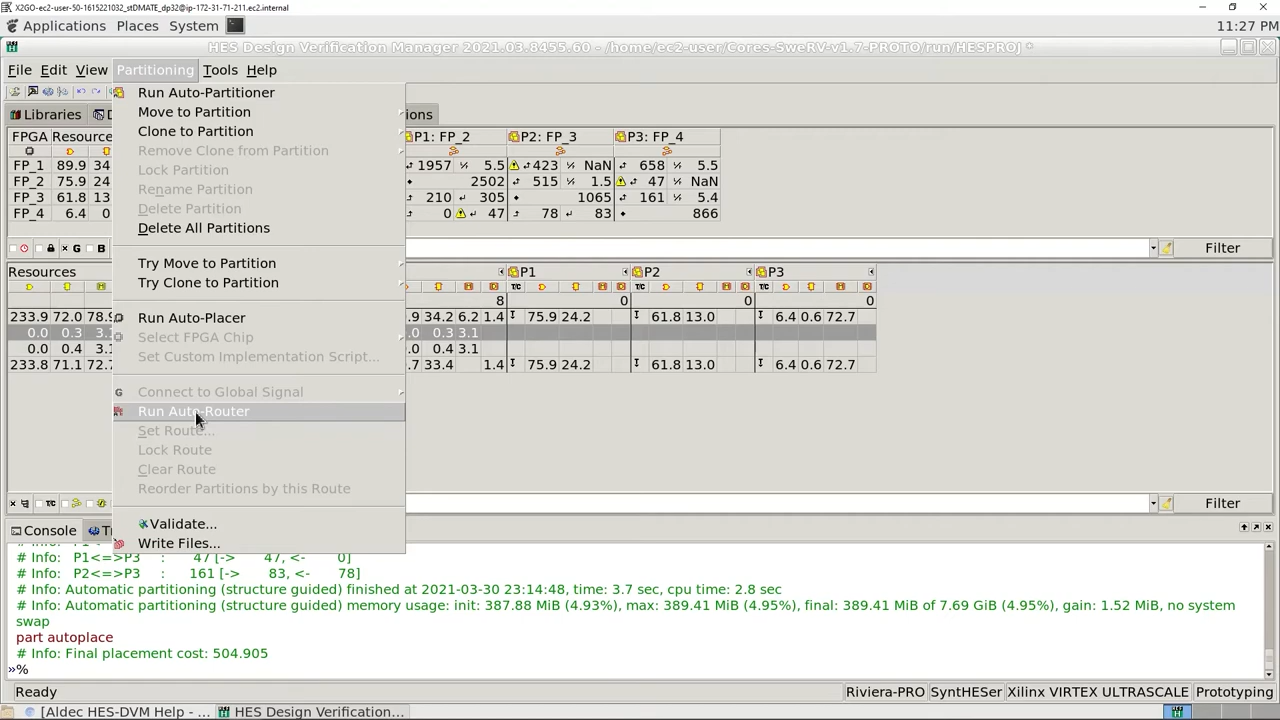 X2GO-ec2-user-50-1615221032_stDMATE_dp32@ip-172-31-71-211.ec2.internal
Applications Places System 11:27 PM
HES Design Verification Manager 2021.03.8455.60 - /home/ec2-user/Cores-SweRV-v1.7-PROTO/run/HESPROJ *
File Edit View Partitioning Tools Help
Run Auto-Partitioner
Move to Partition
Clone to Partition
Remove Clone from Partition
Lock Partition
Rename Partition
Delete Partition
Delete All Partitions
Try Move to Partition
Try Clone to Partition
Run Auto-Placer
Select FPGA Chip
Set Custom Implementation Script...
Connect to Global Signal
Run Auto-Router
Set Route...
Lock Route
Clear Route
Reorder Partitions by this Route
Validate...
Write Files...
Libraries ons
FPGA Resource P1: FP_2 P2: FP_3 P3: FP_4
FP_1 89.9 34 1957 5.5 423 NaN 658 5.5
FP_2 75.9 24 2502 515 1.5 47 NaN
FP_3 61.8 13 210 305 1065 161 5.4
FP_4 6.4 0 0 47 78 83 866
G B Filter
Resources P1 P2 P3
T/C T/C T/C
8 0 0 0
233.9 72.0 78.9 .9 34.2 6.2 1.4 75.9 24.2 61.8 13.0 6.4 0.6 72.7
0.0 0.3 3.1 .0 0.3 3.1
0.0 0.4 3.1 .0 0.4 3.1
233.8 71.1 72.7 .7 33.4 1.4 75.9 24.2 61.8 13.0 6.4 0.6 72.7
T/C Filter
Console
# Info: P1<=>P3 : 47 [-> 47, <- 0]
# Info: P2<=>P3 : 161 [-> 83, <- 78]
# Info: Automatic partitioning (structure guided) finished at 2021-03-30 23:14:48, time: 3.7 sec, cpu time: 2.8 sec
# Info: Automatic partitioning (structure guided) memory usage: init: 387.88 MiB (4.93%), max: 389.41 MiB (4.95%), final: 389.41 MiB of 7.69 GiB (4.95%), gain: 1.52 MiB, no system
swap
part autoplace
# Info: Final placement cost: 504.905
»%
Ready Riviera-PRO SyntHESer Xilinx VIRTEX ULTRASCALE Prototyping
[Aldec HES-DVM Help - ... HES Design Verification...